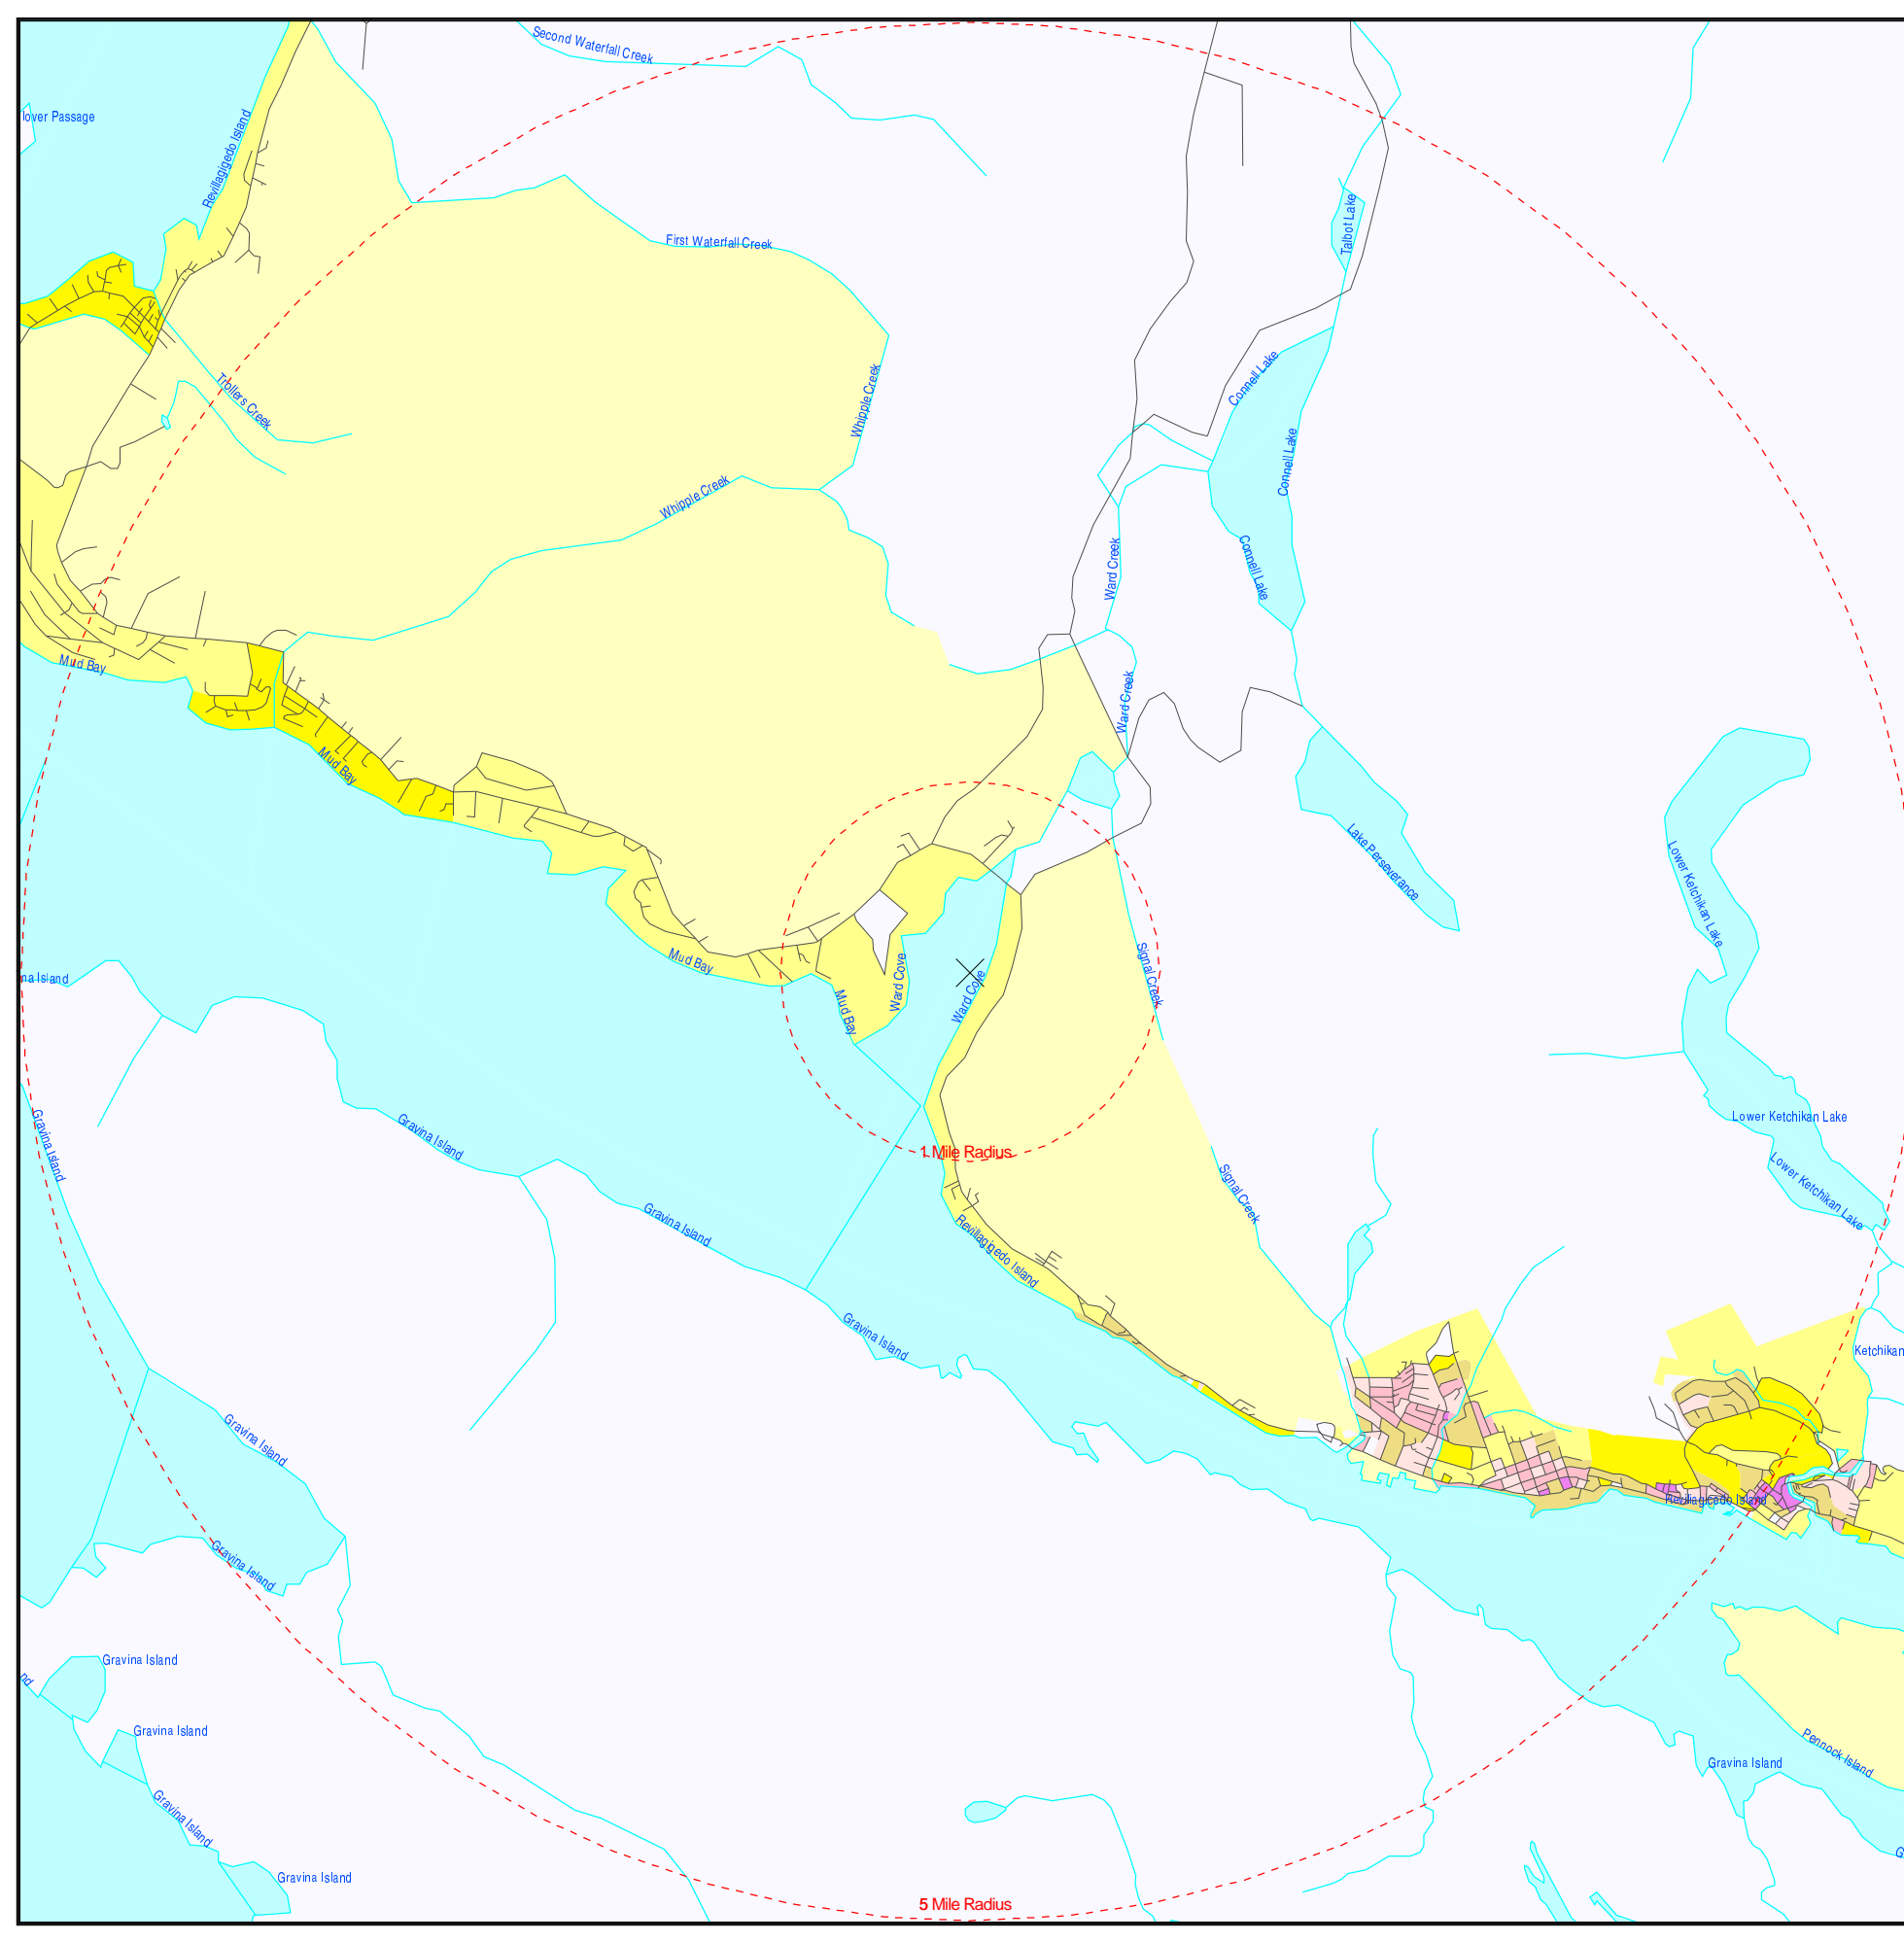 Second Waterfall Creek
lover Passage
Revillagigedo Island
Talbot Lake
First Waterfall Creek
Trollers Creek
Whipple Creek
Connell Lake
Connell Lake
Whipple Creek
Connell Lake
Ward Creek
Mud Bay
Ward Creek
Mud Bay
Lake Perseverance
Lower Ketchikan Lake
Mud Bay
Ward Cove
Ward Cove
Mud Bay
Signal Creek
na Island
Gravina Island
Gravina Island
1 Mile Radius
Lower Ketchikan Lake
Lower Ketchikan Lake
Signal Creek
Gravina Island
Revillagigedo Island
Gravina Island
Ketchikan
Gravina Island
Revillagicedo Island
Gravina Island
Gravina Island
nd
Gravina Island
Pennock Island
Gravina Island
Gravina Island
Gravina Island
G
5 Mile Radius